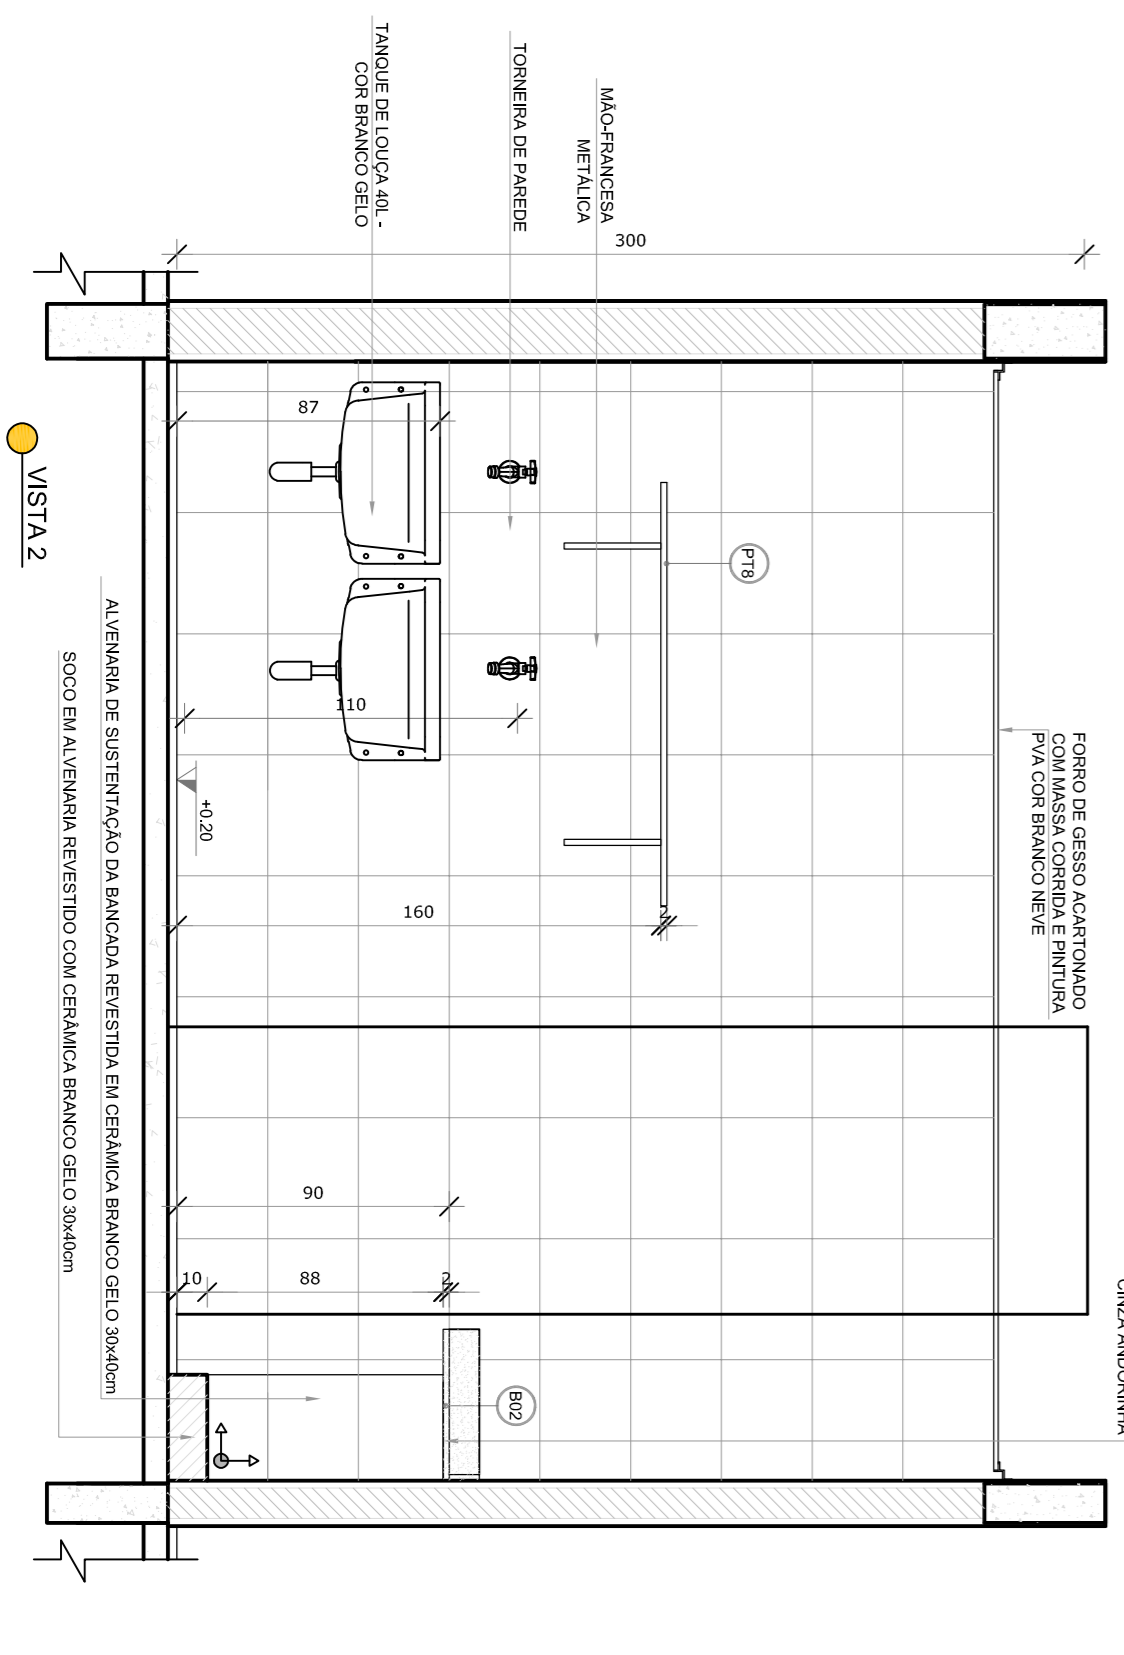 TANQUE DE LOUÇA 40L -
COR BRANCO GELO
TORNEIRA DE PAREDE
MÃO-FRANCESA
METÁLICA
300
87
PT8
110
+0.20
FORRO DE GESSO ACARTONADO
COM MASSA CORRIDA E PINTURA
PVA COR BRANCO NEVE
160
2
90
10
88
2
B02
CINZA ANDORINHA
VISTA 2
ALVENARIA DE SUSTENTAÇÃO DA BANCADA REVESTIDA EM CERÂMICA BRANCO GELO 30x40cm
SOCO EM ALVENARIA REVESTIDO COM CERÂMICA BRANCO GELO 30x40cm